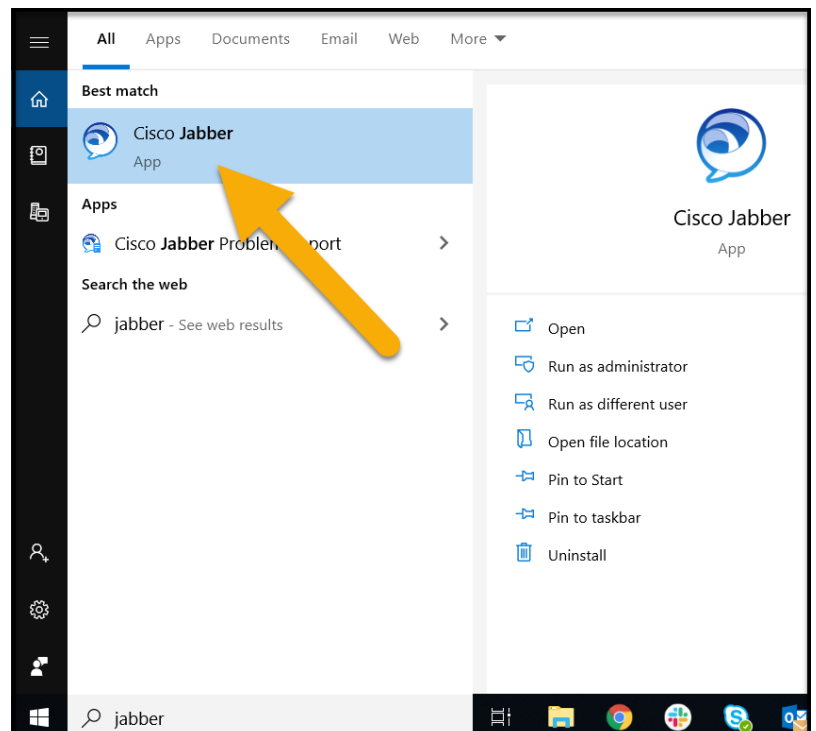 All Apps Documents Email Web More
Best match
Cisco Jabber
App
Apps
Cisco Jabber
Search the web
jabber - See web results
Cisco Jabber
App
Open
Run as administrator
Run as different user
Open file location
Pin to Start
Pin to taskbar
Uninstall
jabber